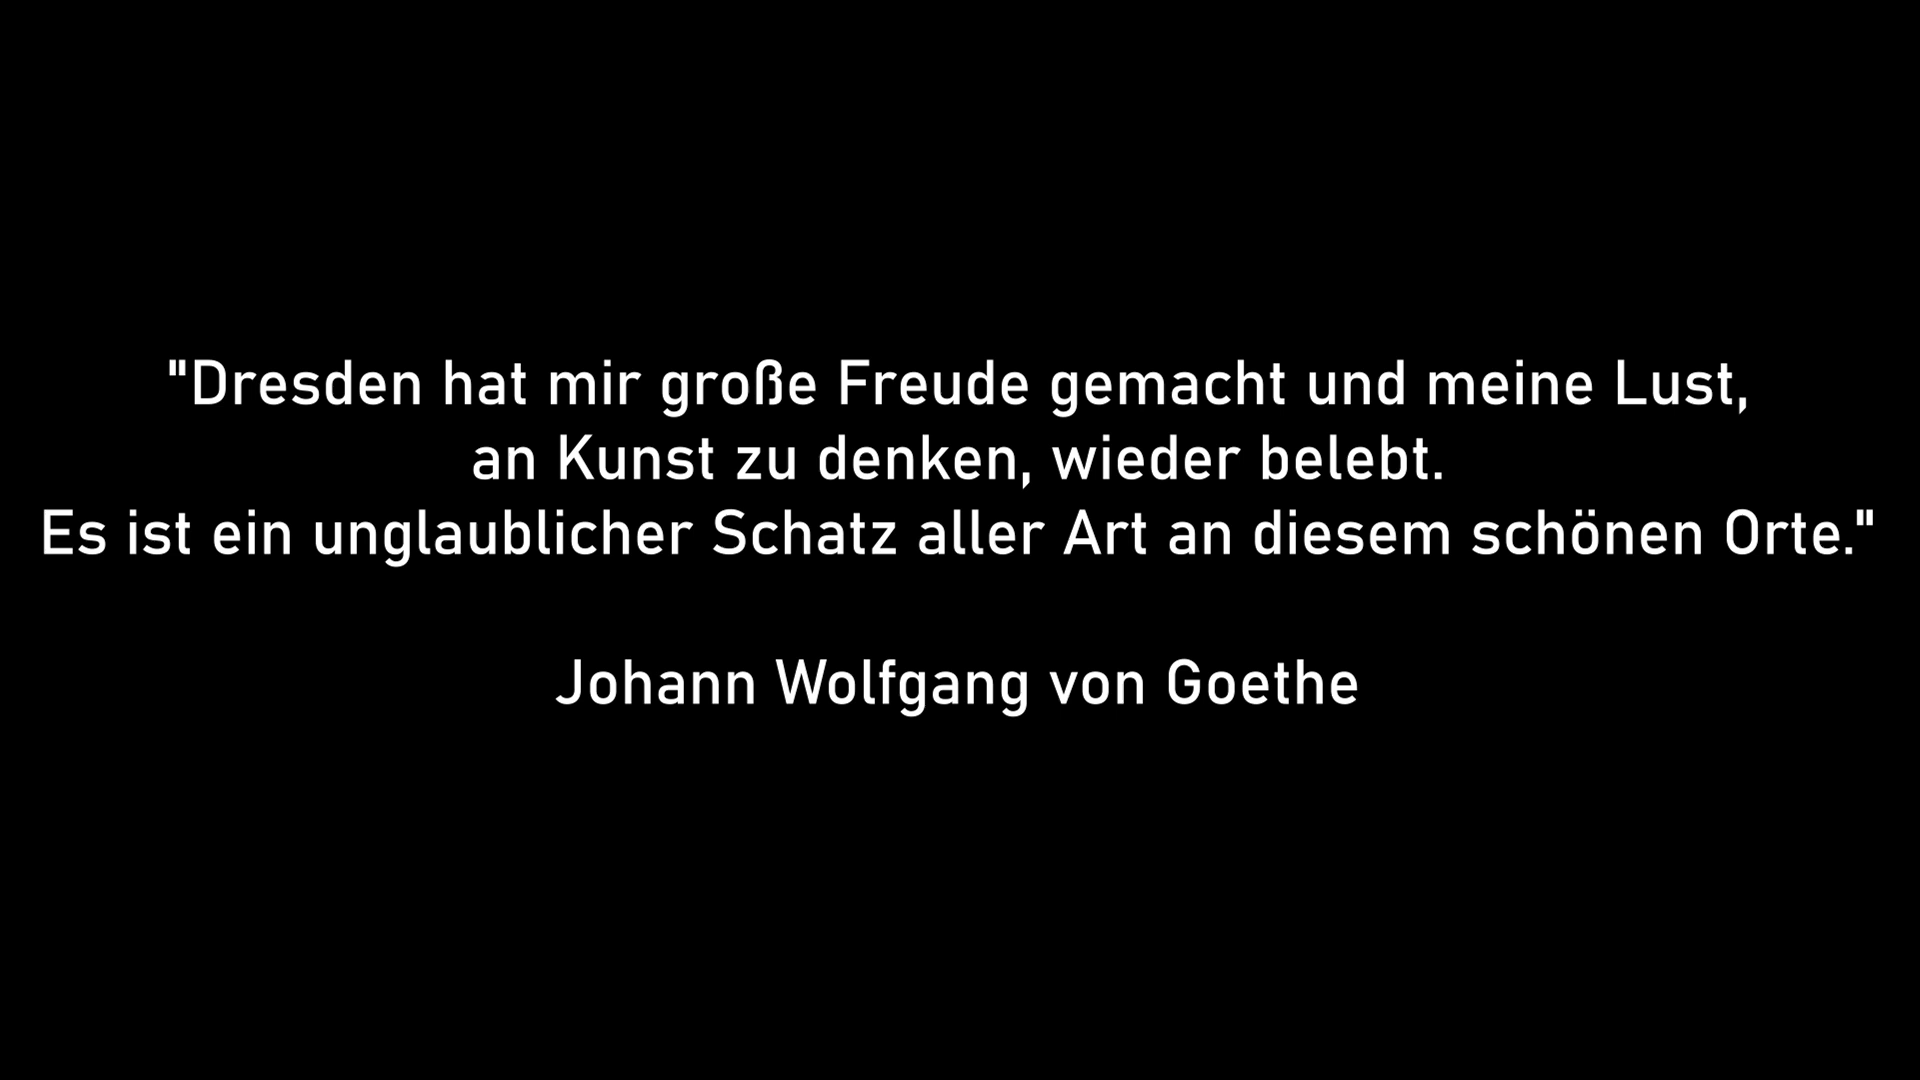 "Dresden hat mir große Freude gemacht und meine Lust,
an Kunst zu denken, wieder belebt.
Es ist ein unglaublicher Schatz aller Art an diesem schönen Orte."
Johann Wolfgang von Goethe